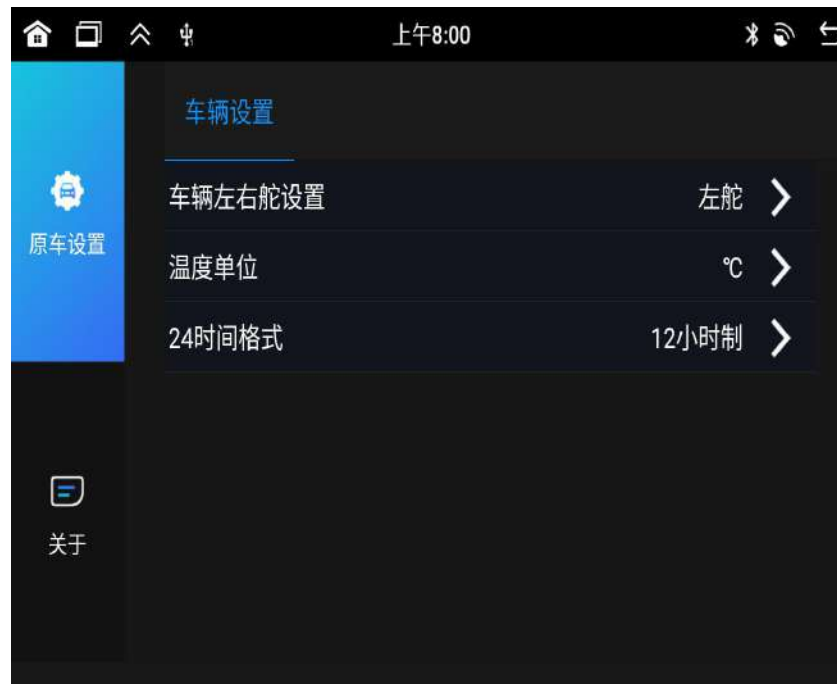 上午8:00
车辆设置
原车设置
车辆左右舵设置 左舵
温度单位 ℃
24时间格式 12小时制
关于